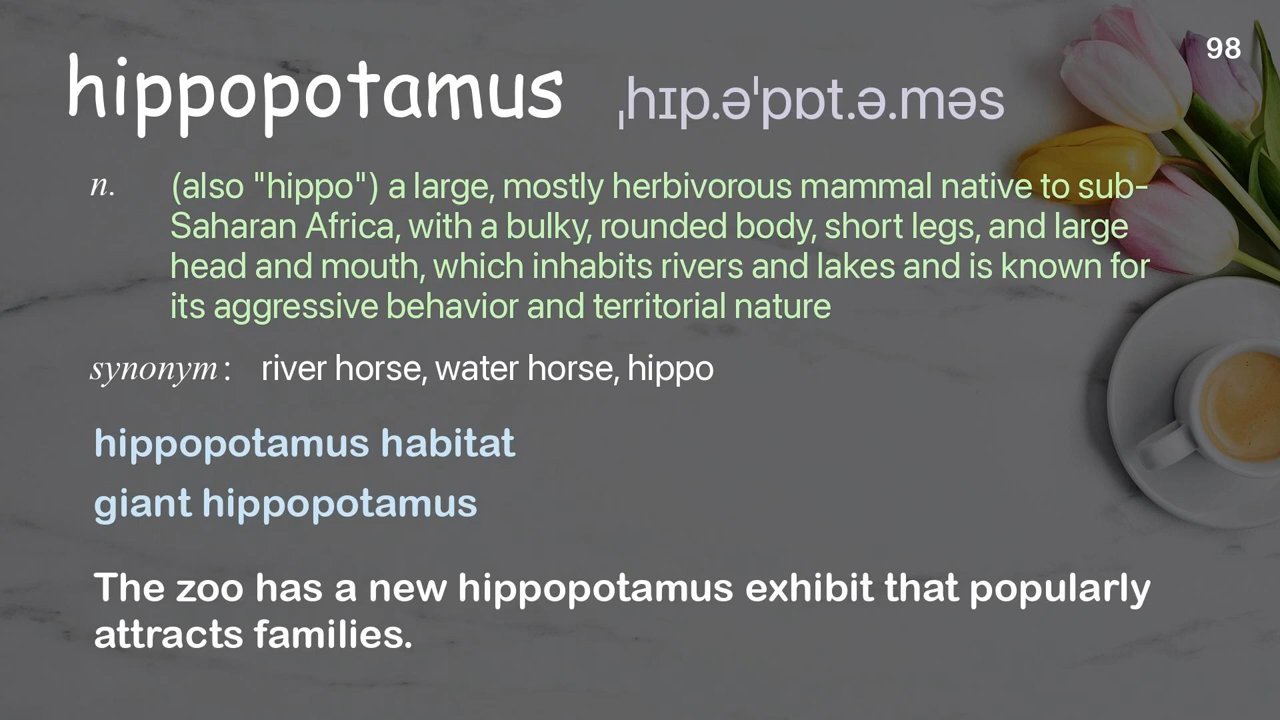 98
hippopotamus ˌhɪp.əˈpɒt.ə.məs
n. (also "hippo") a large, mostly herbivorous mammal native to sub-
Saharan Africa, with a bulky, rounded body, short legs, and large
head and mouth, which inhabits rivers and lakes and is known for
its aggressive behavior and territorial nature
synonym: river horse, water horse, hippo
hippopotamus habitat
giant hippopotamus
The zoo has a new hippopotamus exhibit that popularly
attracts families.